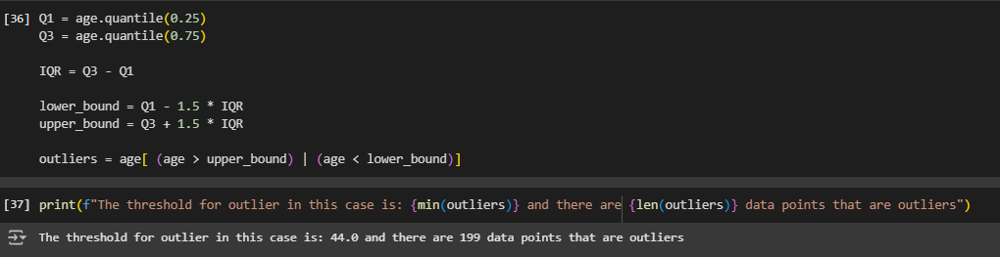 [36] Q1 = age.quantile(0.25)
Q3 = age.quantile(0.75)
IQR = Q3 - Q1
lower_bound = Q1 - 1.5 * IQR
upper_bound = Q3 + 1.5 * IQR
outliers = age[ (age > upper_bound) | (age < lower_bound)]
[37] print(f"The threshold for outlier in this case is: {min(outliers)} and there are {len(outliers)} data points that are outliers")
The threshold for outlier in this case is: 44.0 and there are 199 data points that are outliers